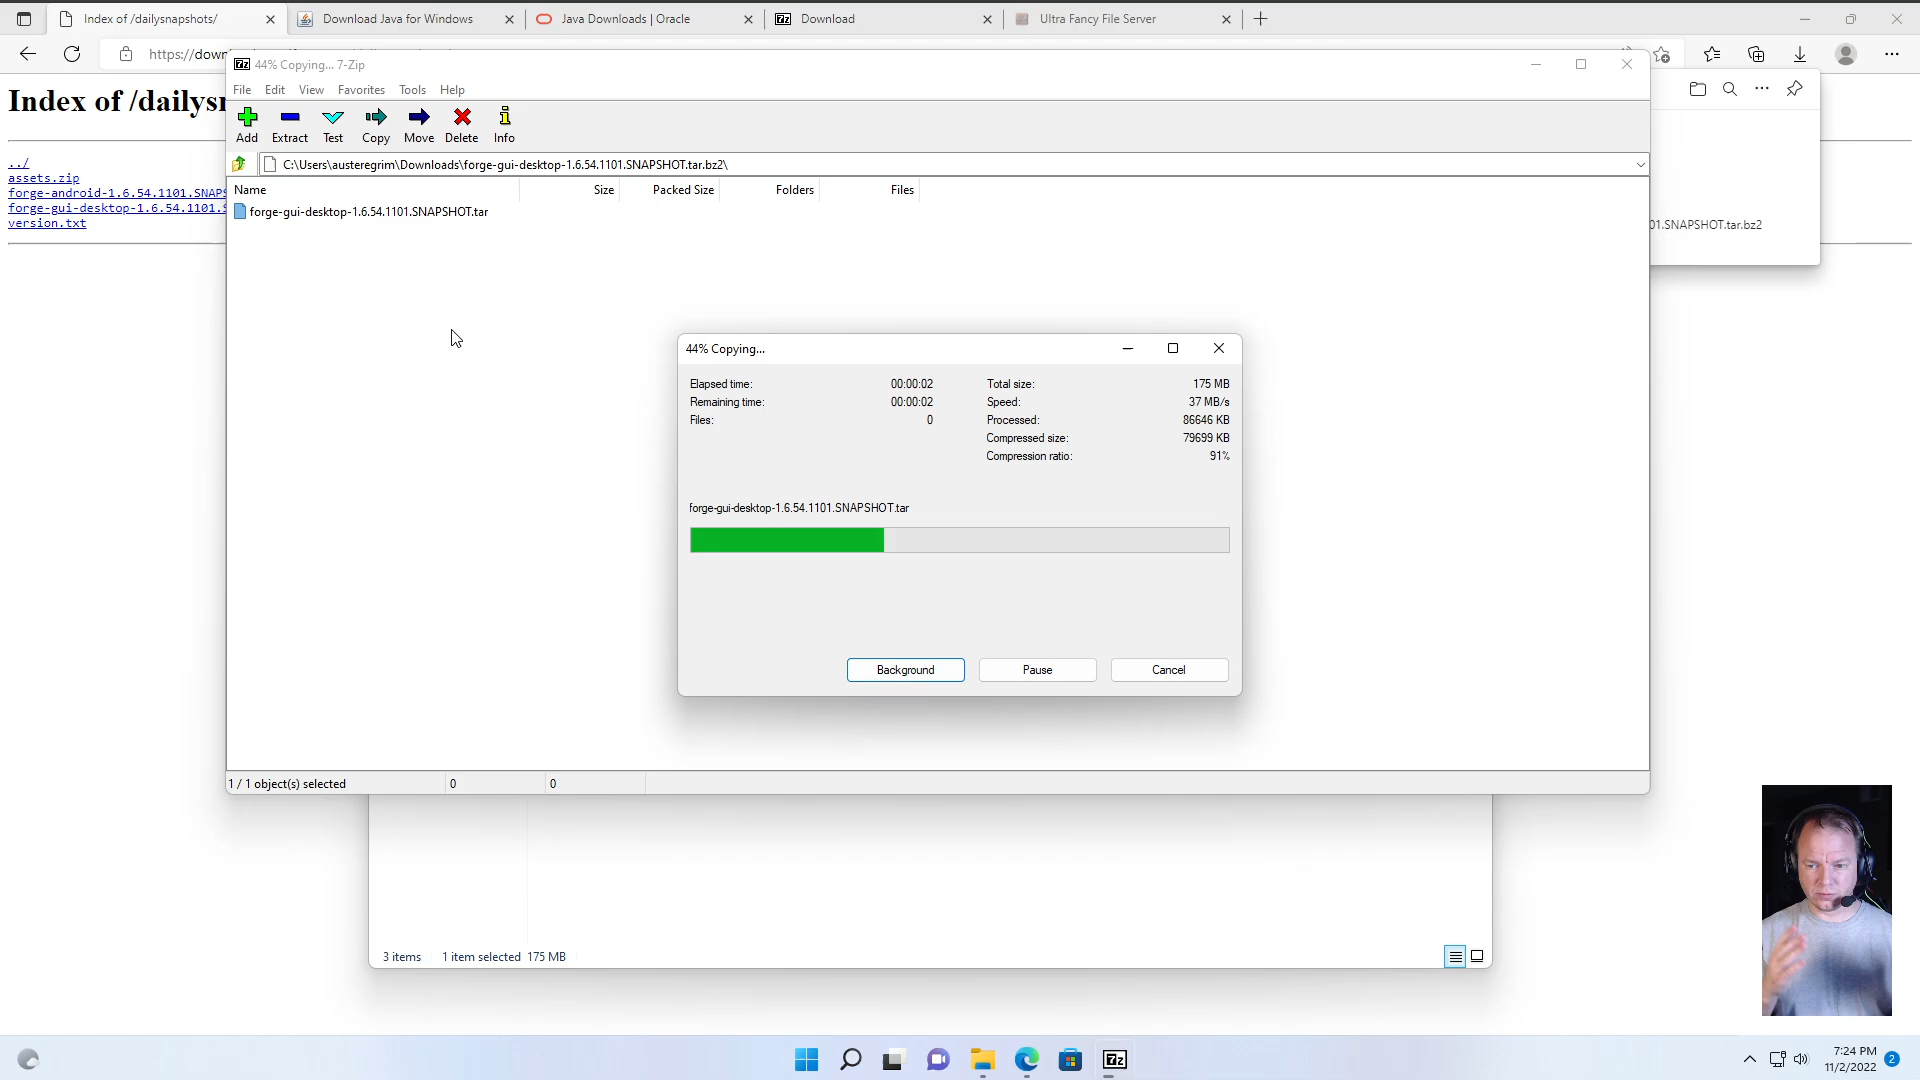 Index of /dailysnapshots/
Download Java for Windows
Java Downloads | Oracle
7z Download
Ultra Fancy File Server
https://down
7z 44% Copying... 7-Zip
File Edit View Favorites Tools Help
Index of /dailys
Add Extract Test Copy Move Delete Info
C:\Users\austeregrim\Downloads\forge-gui-desktop-1.6.54.1101.SNAPSHOT.tar.bz2\
../
assets.zip
forge-android-1.6.54.1101.SNAPS
forge-gui-desktop-1.6.54.1101.S
version.txt
Name Size Packed Size Folders Files
forge-gui-desktop-1.6.54.1101.SNAPSHOT.tar
01.SNAPSHOT.tar.bz2
44% Copying...
Elapsed time: 00:00:02 Total size: 175 MB
Remaining time: 00:00:02 Speed: 37 MB/s
Files: 0 Processed: 86646 KB
Compressed size: 79699 KB
Compression ratio: 91%
forge-gui-desktop-1.6.54.1101.SNAPSHOT.tar
Background Pause Cancel
1 / 1 object(s) selected 0 0
3 items 1 item selected 175 MB
7z
7:24 PM
11/2/2022
2